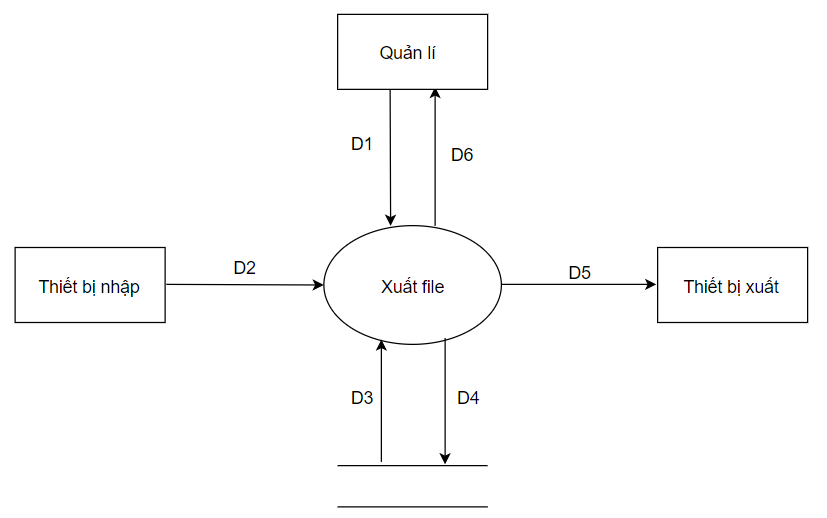 Quản lí
D1
D6
D2
D5
Thiết bị nhập
Xuất file
Thiết bị xuất
D3
D4